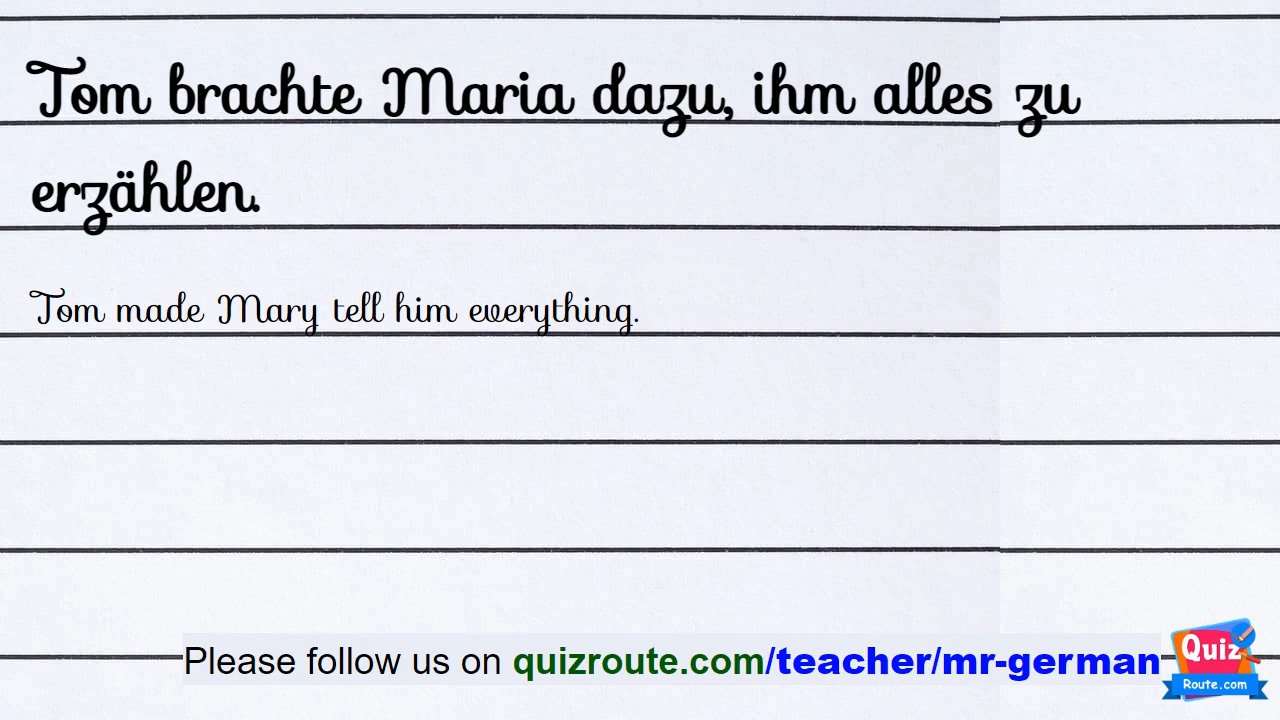 Tom brachte Maria dazu, ihm alles zu
erzählen.
Tom made Mary tell him everything.
Please follow us on quizroute.com/teacher/mr-german
Quiz
Route.com